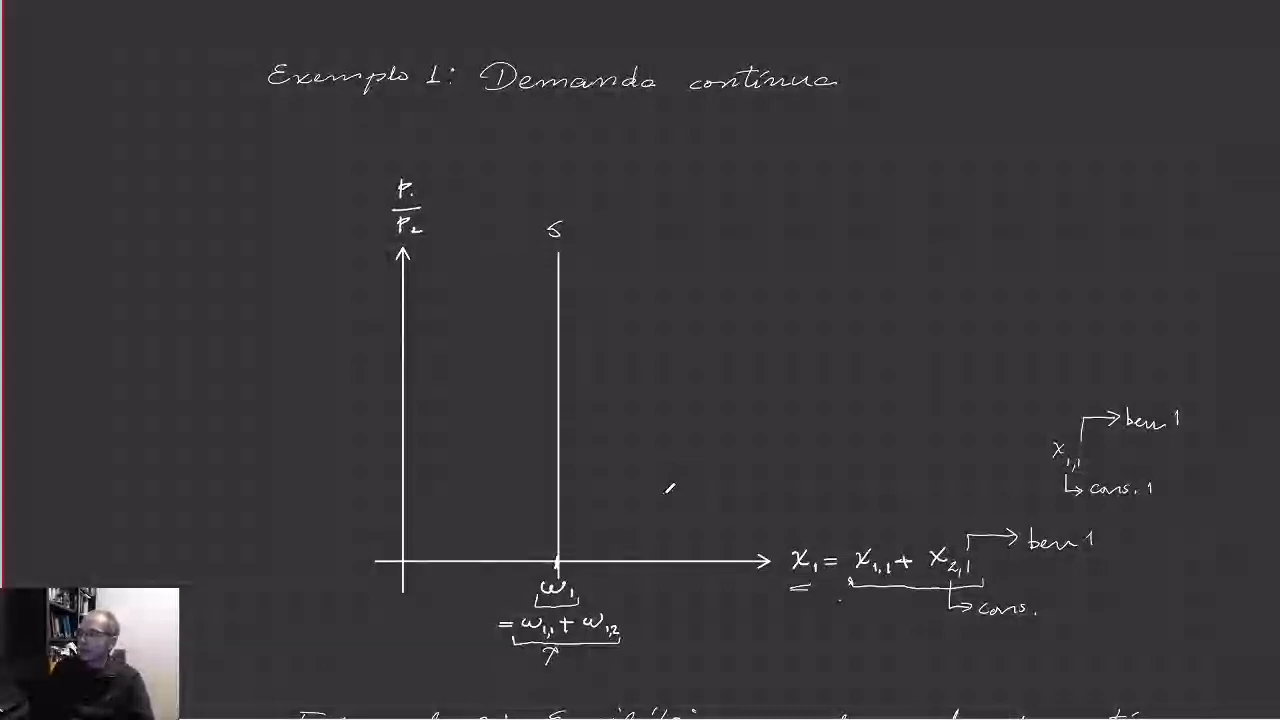 Exemplo 1: Demanda contínua
p₁
p₂
S
bem 1
x₁,₁
cons. 1
bem 1
x₁ = x₁,₁ + x₂,₁
cons.
ω₁
= ω₁,₁ + ω₁,₂